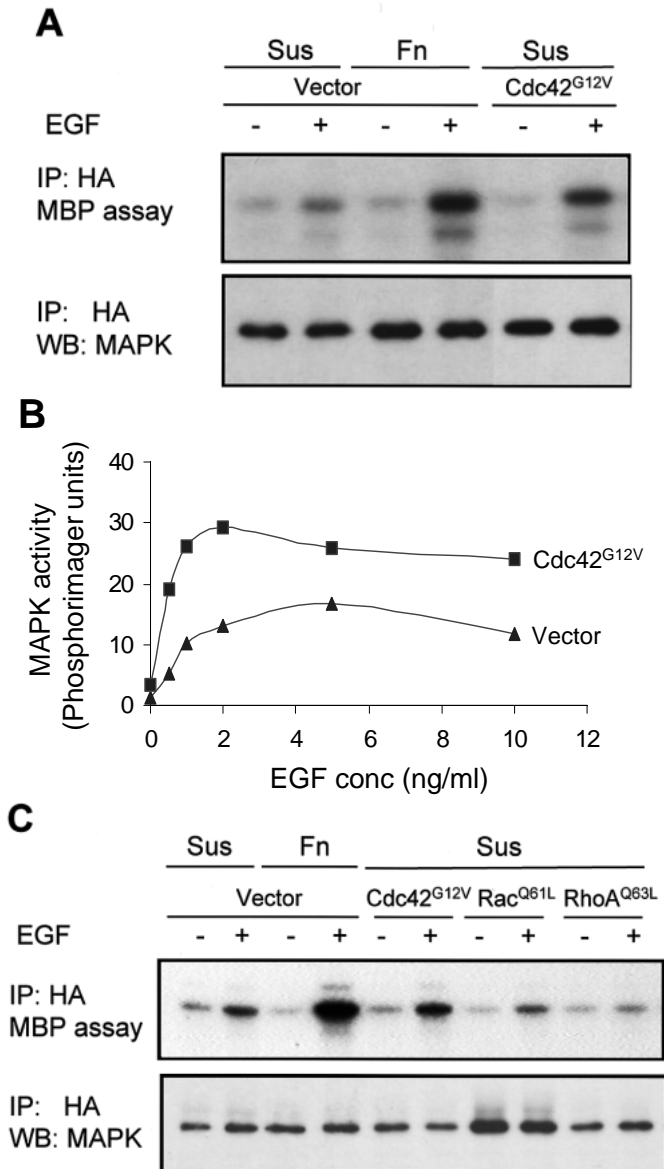 A
Sus Fn Sus
Vector Cdc42G12V
EGF - + - + - +
IP: HA
MBP assay
IP: HA
WB: MAPK
B
MAPK activity
(Phosphorimager units)
40
30
20
10
0
0 2 4 6 8 10 12
Cdc42G12V
Vector
EGF conc (ng/ml)
C
Sus Fn Sus
Vector Cdc42G12V RacQ61L RhoAQ63L
EGF - + - + - + - + - +
IP: HA
MBP assay
IP: HA
WB: MAPK